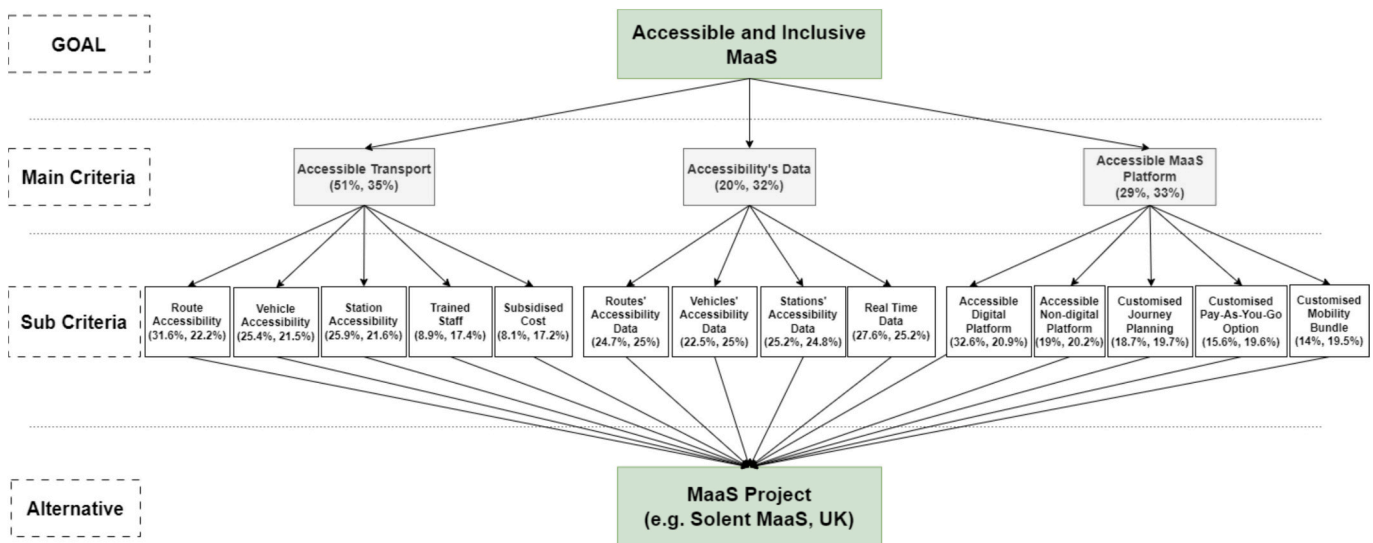 GOAL
Accessible and Inclusive
MaaS
Main Criteria
Accessible Transport
(51%, 35%)
Accessibility's Data
(20%, 32%)
Accessible MaaS
Platform
(29%, 33%)
Sub Criteria
Route
Accessibility
(31.6%, 22.2%)
Vehicle
Accessibility
(25.4%, 21.5%)
Station
Accessibility
(25.9%, 21.6%)
Trained
Staff
(8.9%, 17.4%)
Subsidised
Cost
(8.1%, 17.2%)
Routes'
Accessibility
Data
(24.7%, 25%)
Vehicles'
Accessibility
Data
(22.5%, 25%)
Stations'
Accessibility
Data
(25.2%, 24.8%)
Real Time
Data
(27.6%, 25.2%)
Accessible
Digital
Platform
(32.6%, 20.9%)
Accessible
Non-digital
Platform
(19%, 20.2%)
Customised
Journey
Planning
(18.7%, 19.7%)
Customised
Pay-As-You-Go
Option
(15.6%, 19.6%)
Customised
Mobility
Bundle
(14%, 19.5%)
Alternative
MaaS Project
(e.g. Solent MaaS, UK)